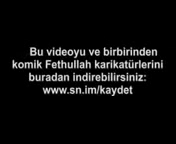 Bu videoyu ve birbirinden
komik Fethullah karikatürlerini
buradan indirebilirsiniz:
www.sn.im/kaydet